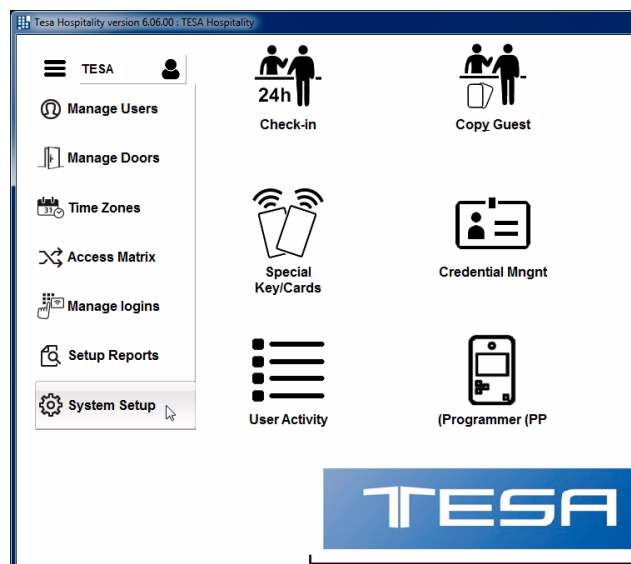 Tesa Hospitality version 6.06.00 : TESA Hospitality
TESA
Manage Users
Manage Doors
31
Time Zones
Access Matrix
Manage logins
Setup Reports
System Setup
24h
Check-in
Copy Guest
Special
Key/Cards
Credential Mngnt
User Activity
(Programmer (PP
TESA